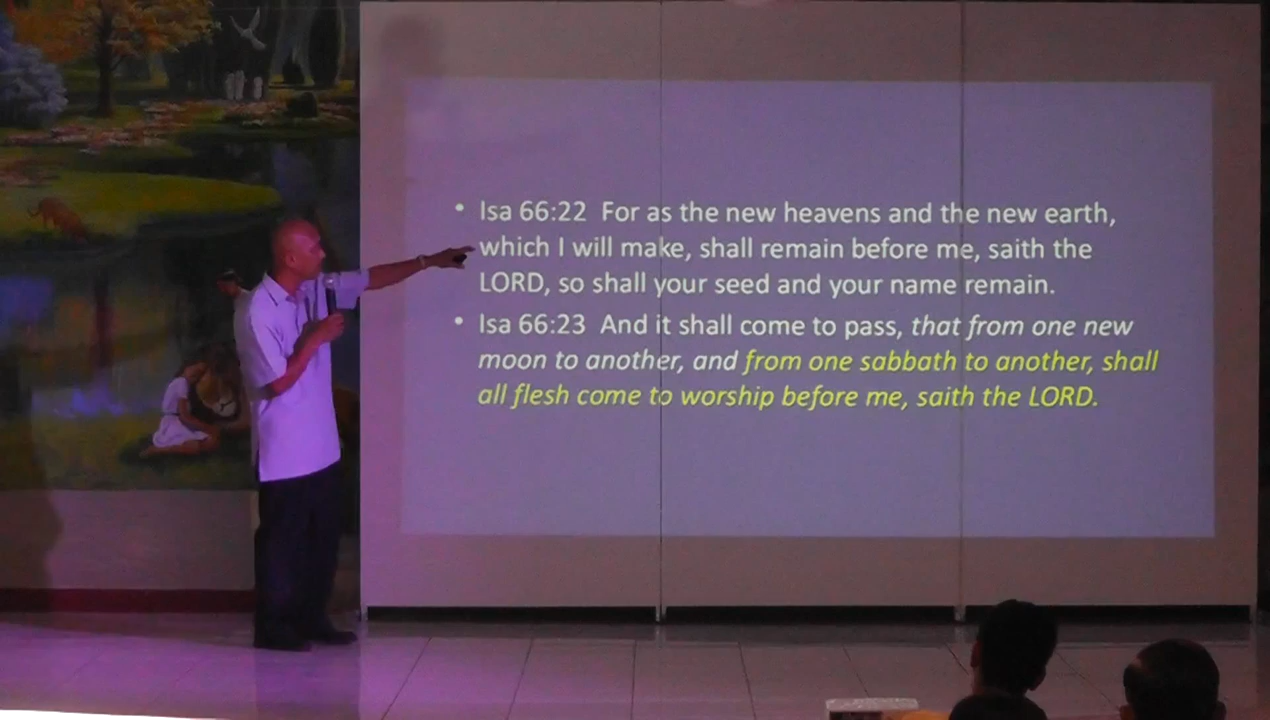 • Isa 66:22 For as the new heavens and the new earth,
which I will make, shall remain before me, saith the
LORD, so shall your seed and your name remain.
• Isa 66:23 And it shall come to pass, that from one new
moon to another, and from one sabbath to another, shall
all flesh come to worship before me, saith the LORD.